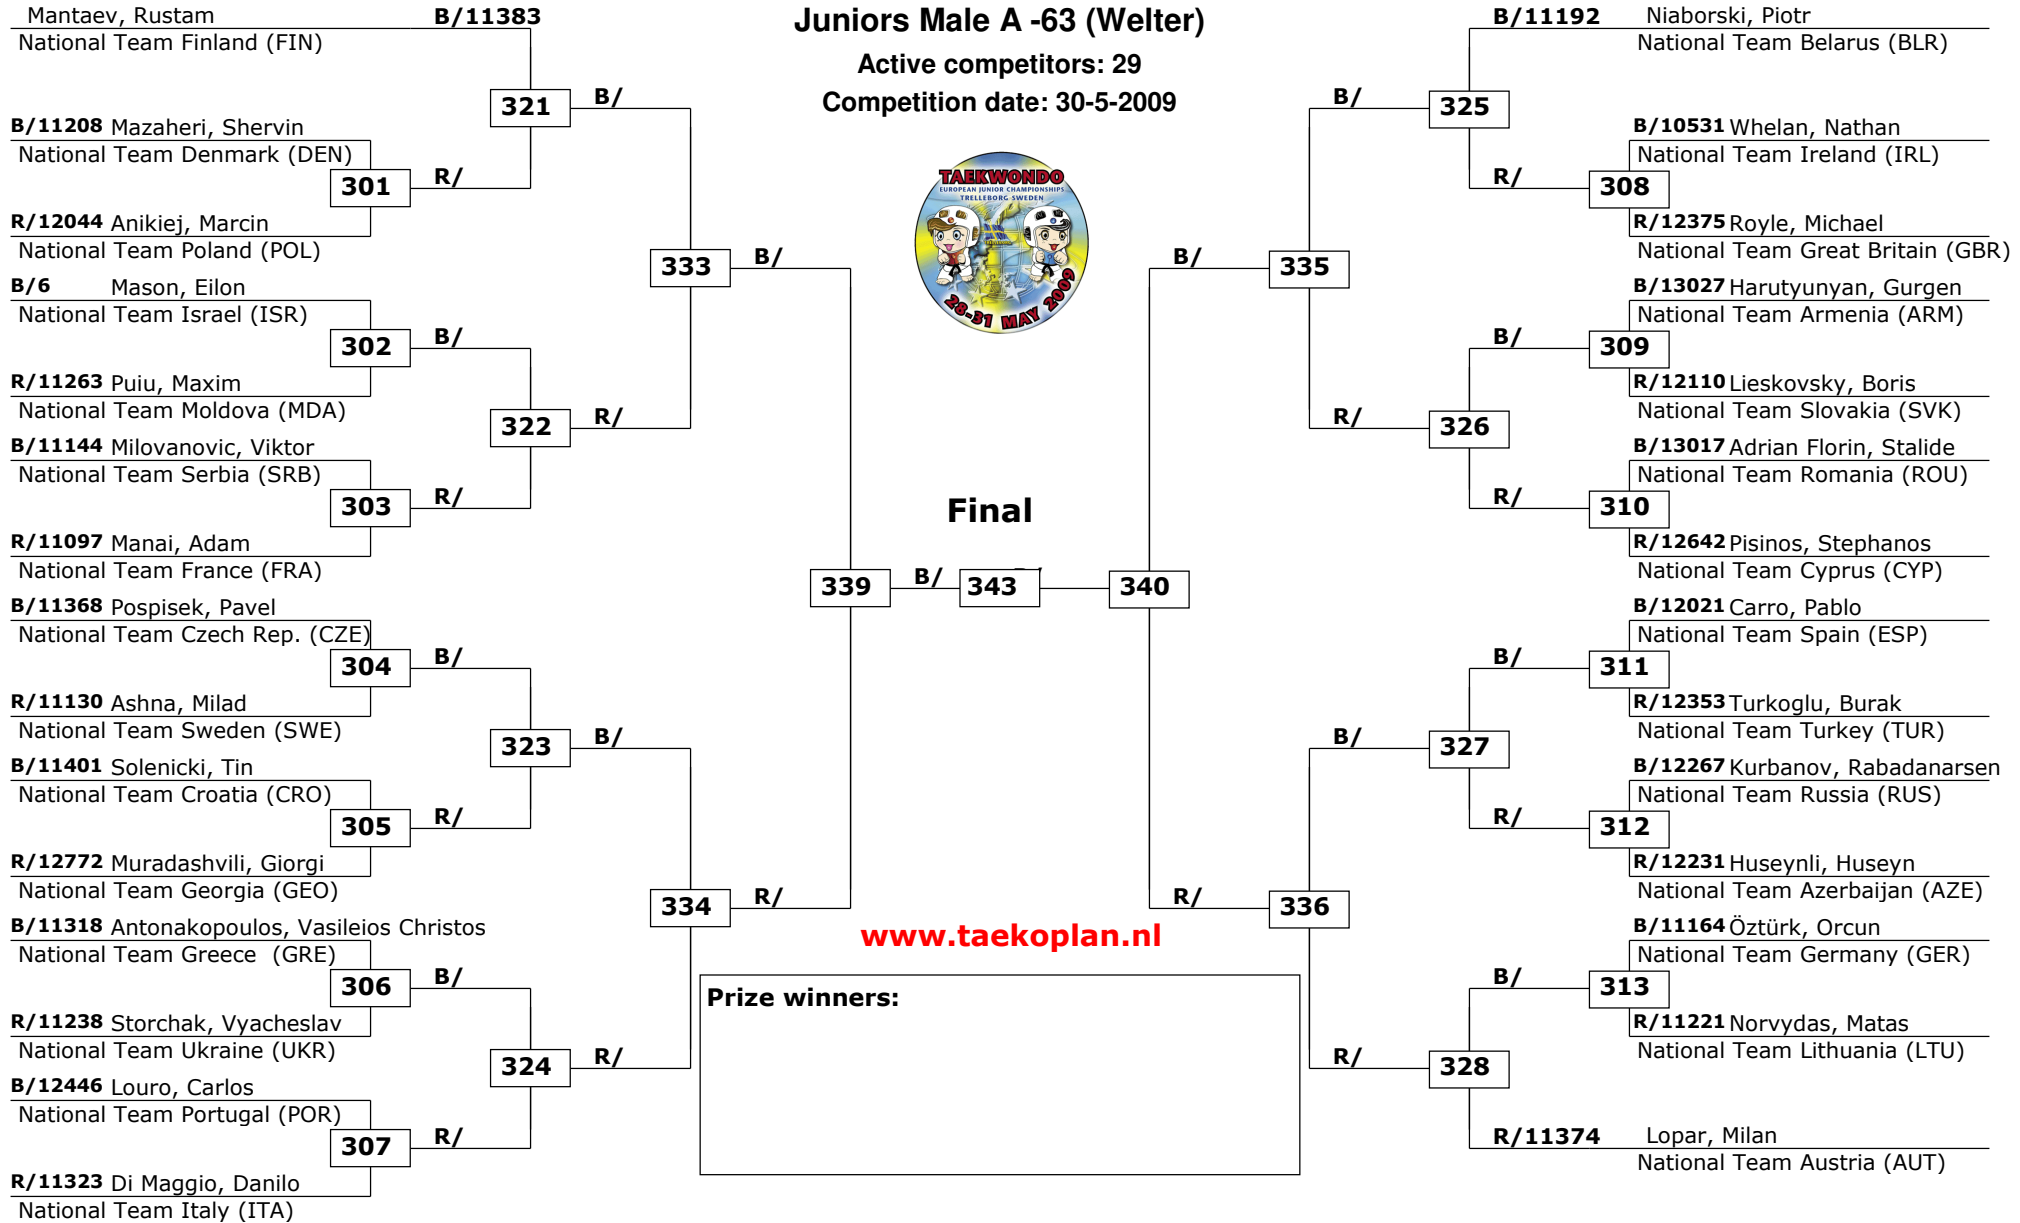 Juniors Male A -63 (Welter)
Active competitors: 29
Competition date: 30-5-2009
TAEKWONDO
EUROPEAN JUNIOR CHAMPIONSHIPS
TRELLEBORG SWEDEN
28-31 MAY 2009
Mantaev, Rustam B/11383
National Team Finland (FIN)
321 B/
B/11208 Mazaheri, Shervin
National Team Denmark (DEN)
301 R/
R/12044 Anikiej, Marcin
National Team Poland (POL)
333 B/
B/6 Mason, Eilon
National Team Israel (ISR)
302 B/
R/11263 Puiu, Maxim
National Team Moldova (MDA)
322 R/
B/11144 Milovanovic, Viktor
National Team Serbia (SRB)
303 R/
R/11097 Manai, Adam
National Team France (FRA)
339 B/
B/11368 Pospisek, Pavel
National Team Czech Rep. (CZE)
304 B/
R/11130 Ashna, Milad
National Team Sweden (SWE)
323 B/
B/11401 Solenicki, Tin
National Team Croatia (CRO)
305 R/
R/12772 Muradashvili, Giorgi
National Team Georgia (GEO)
334 R/
B/11318 Antonakopoulos, Vasileios Christos
National Team Greece (GRE)
306 B/
R/11238 Storchak, Vyacheslav
National Team Ukraine (UKR)
324 R/
B/12446 Louro, Carlos
National Team Portugal (POR)
307 R/
R/11323 Di Maggio, Danilo
National Team Italy (ITA)
Final
343
www.taekoplan.nl
Prize winners:
B/11192 Niaborski, Piotr
National Team Belarus (BLR)
B/ 325
B/10531 Whelan, Nathan
National Team Ireland (IRL)
R/ 308
R/12375 Royle, Michael
National Team Great Britain (GBR)
B/ 335
B/13027 Harutyunyan, Gurgen
National Team Armenia (ARM)
B/ 309
R/12110 Lieskovsky, Boris
National Team Slovakia (SVK)
R/ 326
B/13017 Adrian Florin, Stalide
National Team Romania (ROU)
R/ 310
R/12642 Pisinos, Stephanos
National Team Cyprus (CYP)
340
B/12021 Carro, Pablo
National Team Spain (ESP)
B/ 311
R/12353 Turkoglu, Burak
National Team Turkey (TUR)
B/ 327
B/12267 Kurbanov, Rabadanarsen
National Team Russia (RUS)
R/ 312
R/12231 Huseynli, Huseyn
National Team Azerbaijan (AZE)
R/ 336
B/11164 Öztürk, Orcun
National Team Germany (GER)
B/ 313
R/11221 Norvydas, Matas
National Team Lithuania (LTU)
R/ 328
R/11374 Lopar, Milan
National Team Austria (AUT)